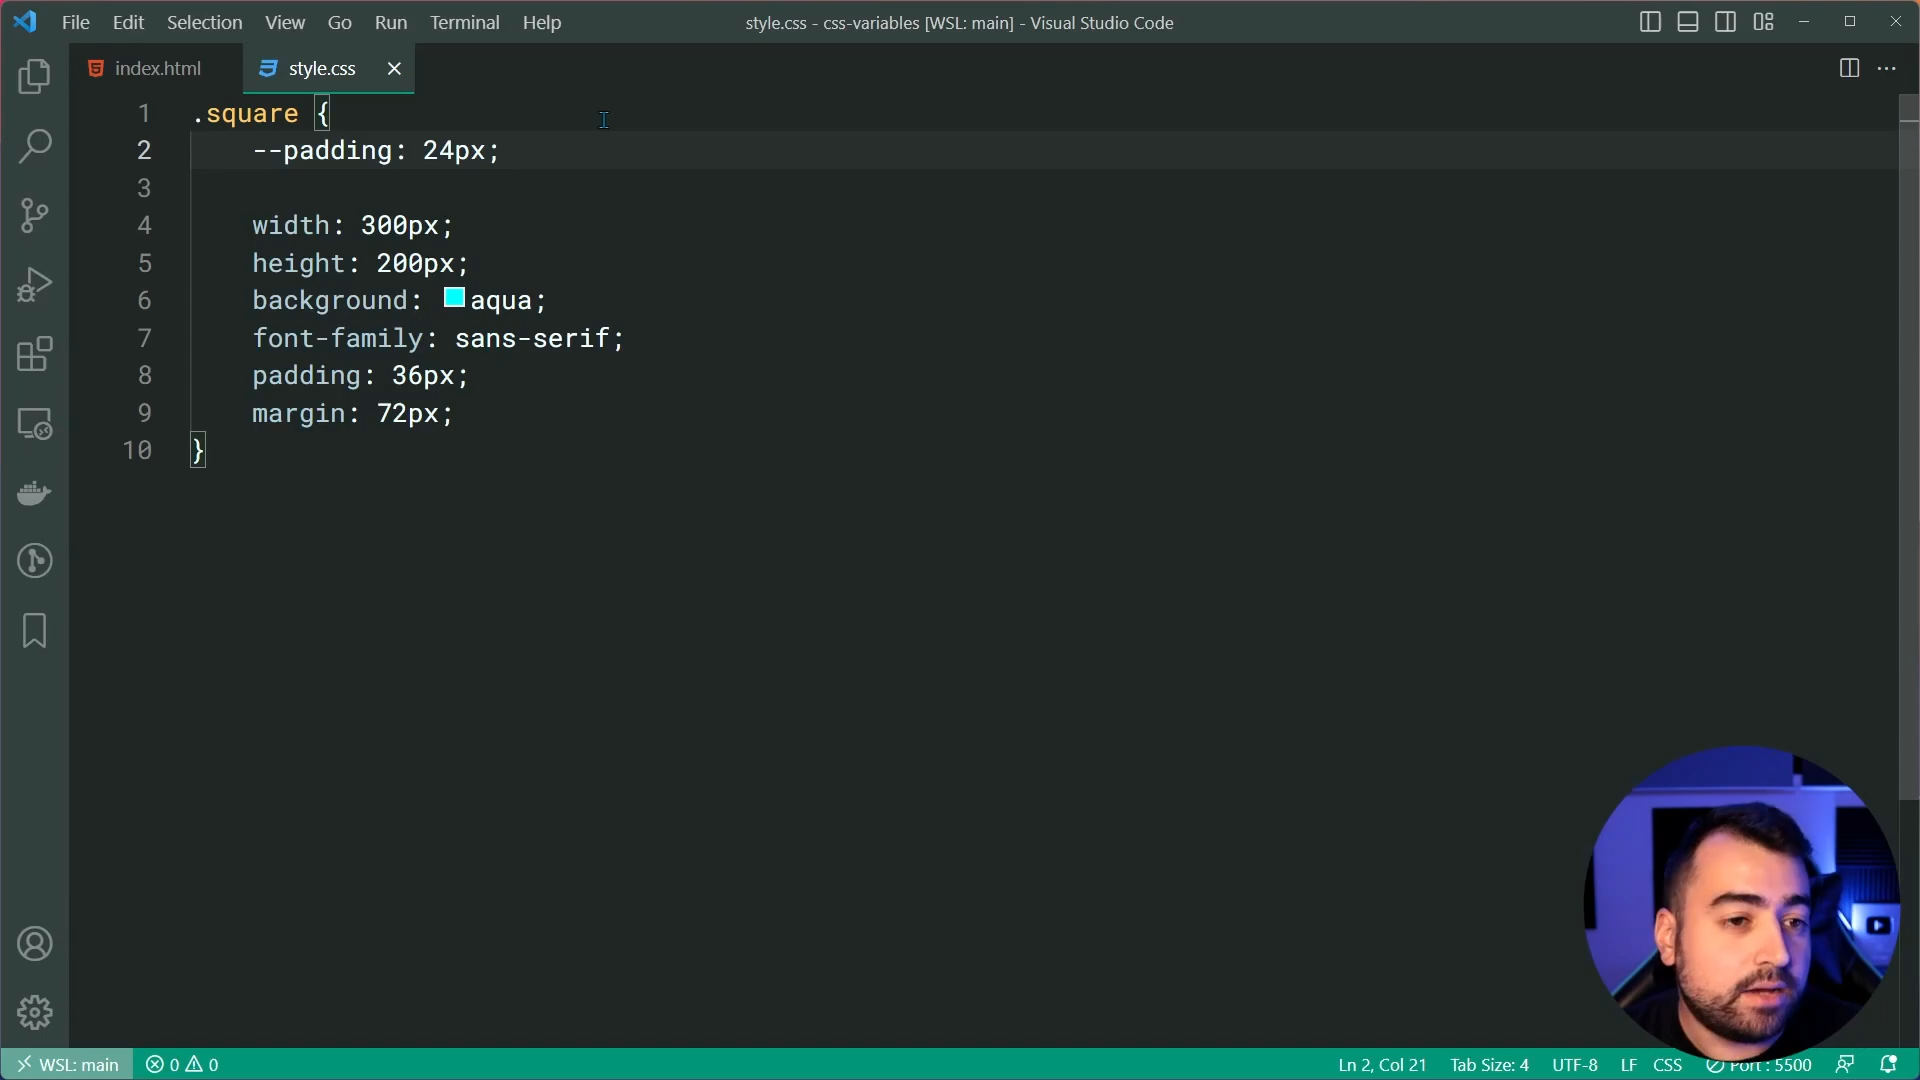 File Edit Selection View Go Run Terminal Help
style.css - css-variables [WSL: main] - Visual Studio Code
index.html
style.css
1 .square {
2 --padding: 24px;
3
4 width: 300px;
5 height: 200px;
6 background: aqua;
7 font-family: sans-serif;
8 padding: 36px;
9 margin: 72px;
10 }
WSL: main 0 0 Ln 2, Col 21 Tab Size: 4 UTF-8 LF CSS Port : 5500